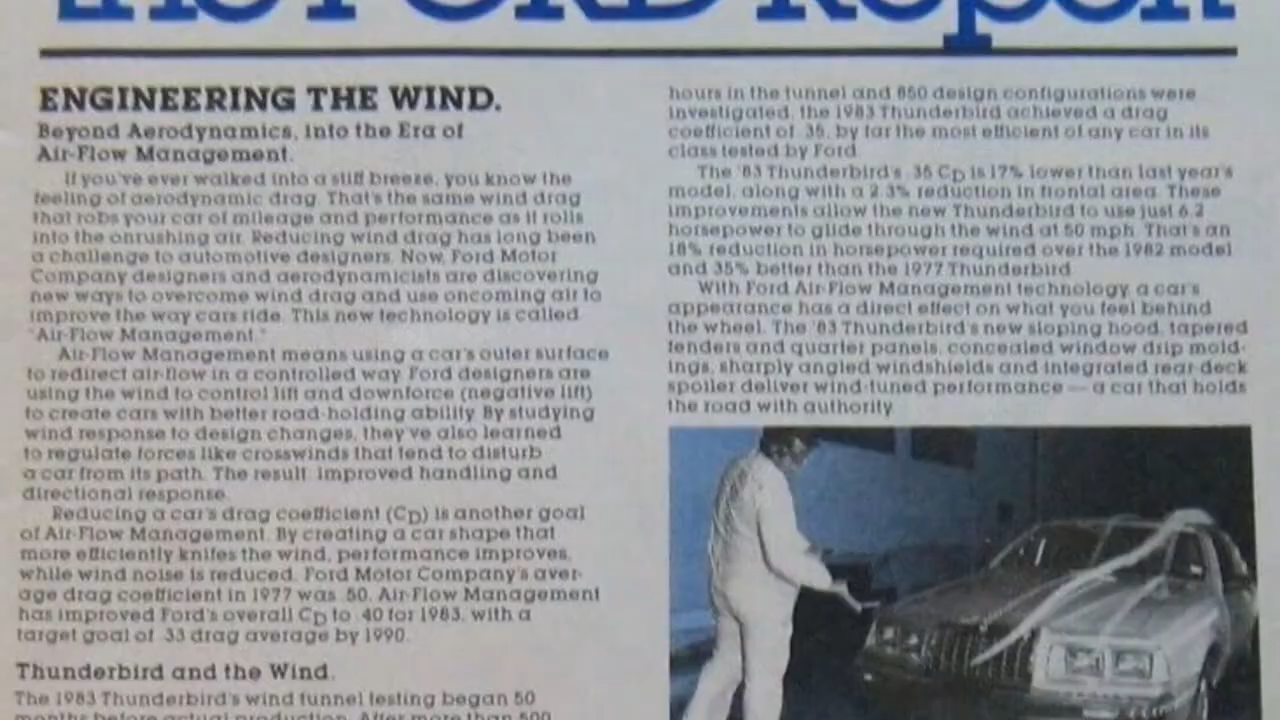 The FORD Report
ENGINEERING THE WIND.
Beyond Aerodynamics, into the Era of
Air-Flow Management.
If you've ever walked into a stiff breeze, you know the
feeling of aerodynamic drag. That's the same wind drag
that robs your car of mileage and performance as it rolls
into the onrushing air. Reducing wind drag has long been
a challenge to automotive designers. Now, Ford Motor
Company designers and aerodynamicists are discovering
new ways to overcome wind drag and use oncoming air to
improve the way cars ride. This new technology is called
"Air-Flow Management."
Air-Flow Management means using a car's outer surface
to redirect air-flow in a controlled way. Ford designers are
using the wind to control lift and downforce (negative lift)
to create cars with better road-holding ability. By studying
wind response to design changes, they've also learned
to regulate forces like crosswinds that tend to disturb
a car from its path. The result: improved handling and
directional response.
Reducing a car's drag coefficient (CD) is another goal
of Air-Flow Management. By creating a car shape that
more efficiently knifes the wind, performance improves,
while wind noise is reduced. Ford Motor Company's aver-
age drag coefficient in 1977 was .50. Air-Flow Management
has improved Ford's overall CD to .40 for 1983, with a
target goal of .33 drag average by 1990.
Thunderbird and the Wind.
The 1983 Thunderbird's wind tunnel testing began 50
months before actual production. After more than 500
hours in the tunnel and 850 design configurations were
investigated, the 1983 Thunderbird achieved a drag
coefficient of .35, by far the most efficient of any car in its
class tested by Ford.
The '83 Thunderbird's .35 CD is 17% lower than last year's
model, along with a 2.3% reduction in frontal area. These
improvements allow the new Thunderbird to use just 6.2
horsepower to glide through the wind at 50 mph. That's an
18% reduction in horsepower required over the 1982 model
and 35% better than the 1977 Thunderbird.
With Ford Air-Flow Management technology, a car's
appearance has a direct effect on what you feel behind
the wheel. The '83 Thunderbird's new sloping hood, tapered
fenders and quarter panels, concealed window drip mold-
ings, sharply angled windshields and integrated rear deck
spoiler deliver wind-tuned performance — a car that holds
the road with authority.